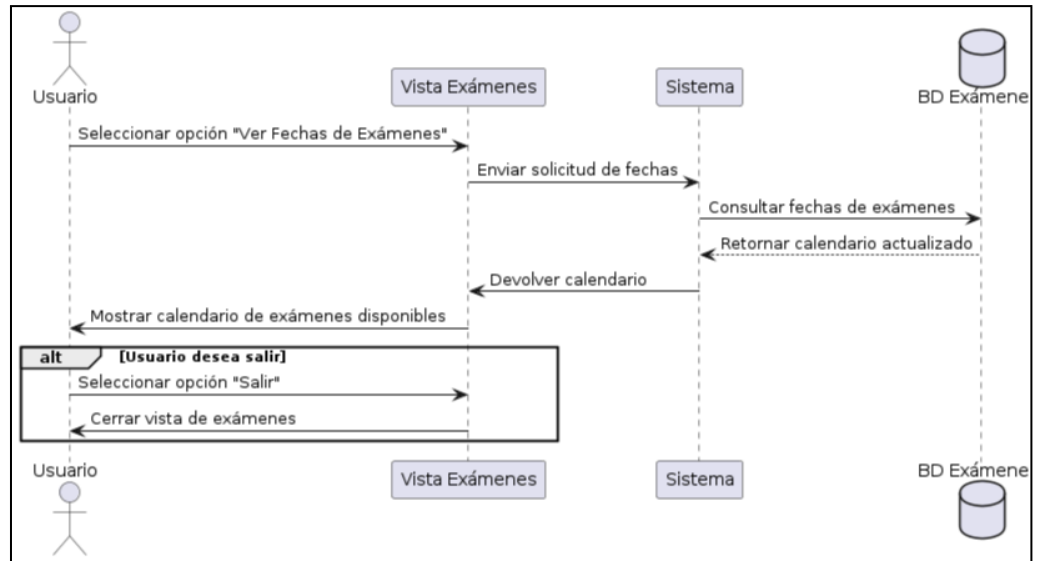 Usuario
Vista Exámenes
Sistema
BD Exámene
Seleccionar opción "Ver Fechas de Exámenes"
Enviar solicitud de fechas
Consultar fechas de exámenes
Retornar calendario actualizado
Devolver calendario
Mostrar calendario de exámenes disponibles
alt [Usuario desea salir]
Seleccionar opción "Salir"
Cerrar vista de exámenes
Usuario
Vista Exámenes
Sistema
BD Exámene